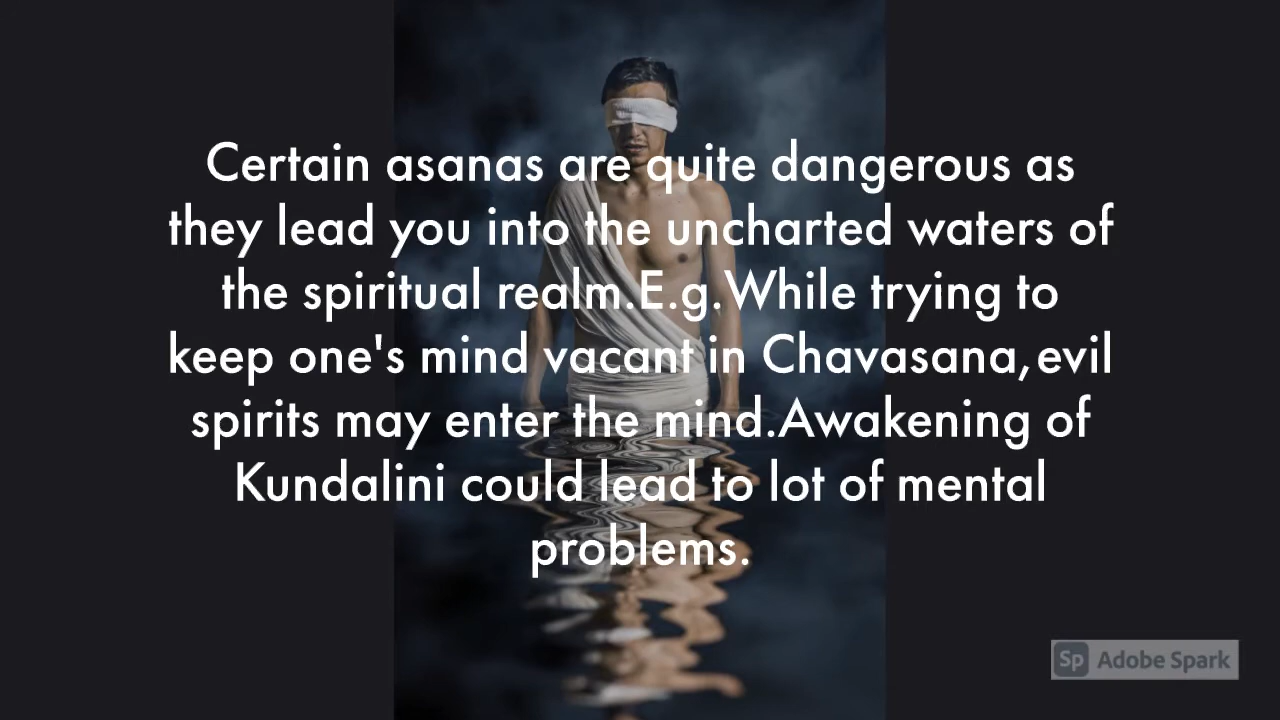 Certain asanas are quite dangerous as
they lead you into the uncharted waters of
the spiritual realm.E.g.While trying to
keep one's mind vacant in Chavasana,evil
spirits may enter the mind.Awakening of
Kundalini could lead to lot of mental
problems.
Sp Adobe Spark